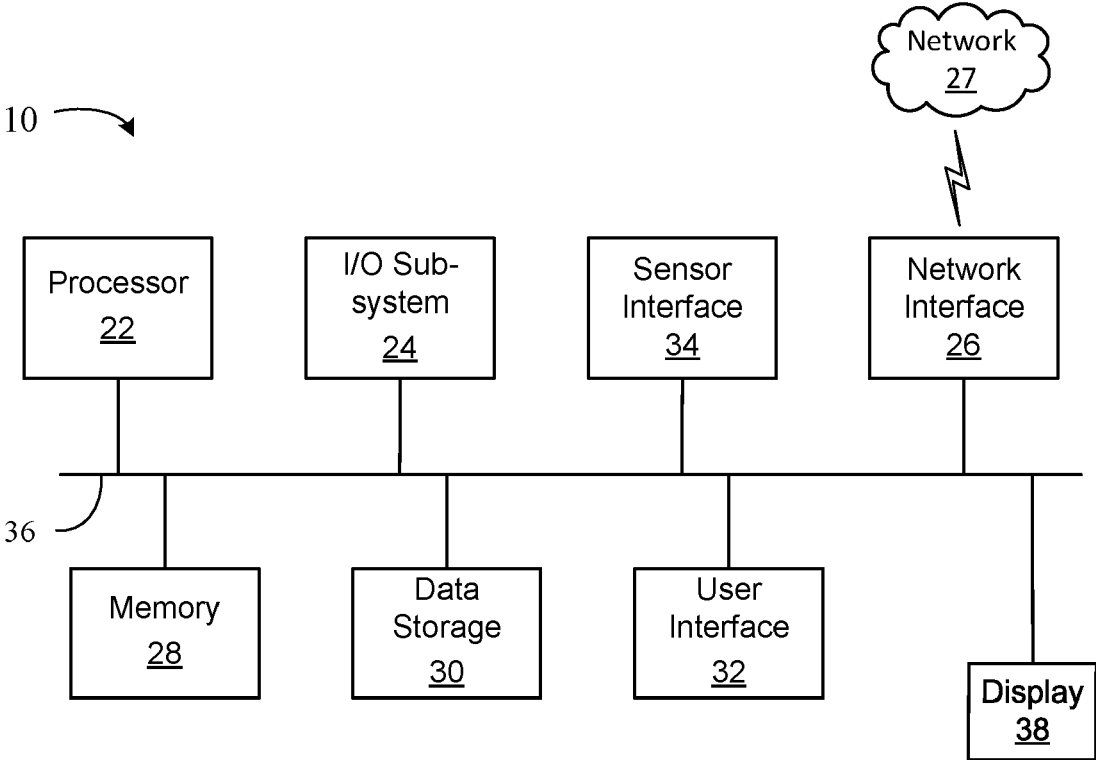 Network
27
10
Processor
22
I/O Sub-
system
24
Sensor
Interface
34
Network
Interface
26
36
Memory
28
Data
Storage
30
User
Interface
32
Display
38